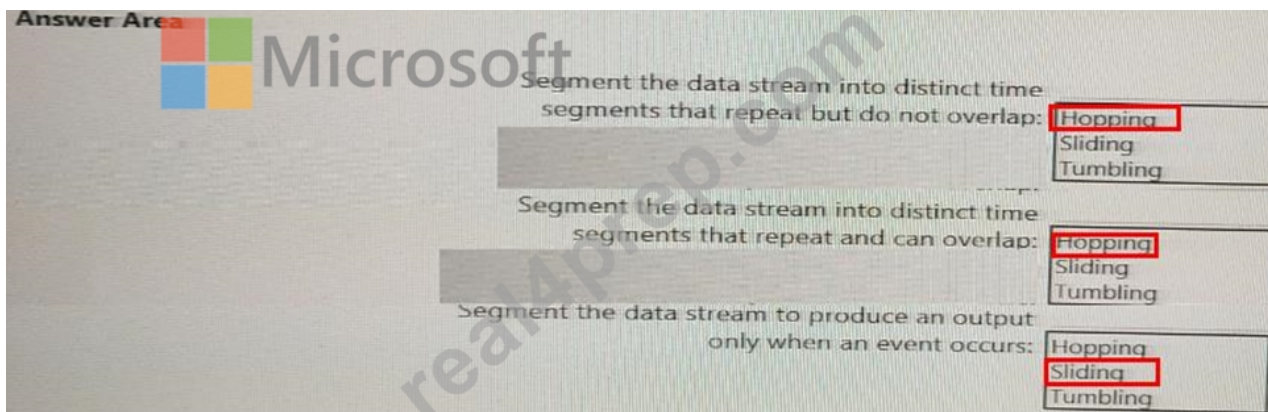 Answer Area
Microsoft
Segment the data stream into distinct time
segments that repeat but do not overlap:
Hopping
Sliding
Tumbling
Segment the data stream into distinct time
segments that repeat and can overlap:
Hopping
Sliding
Tumbling
Segment the data stream to produce an output
only when an event occurs:
Hopping
Sliding
Tumbling
real4prep.com